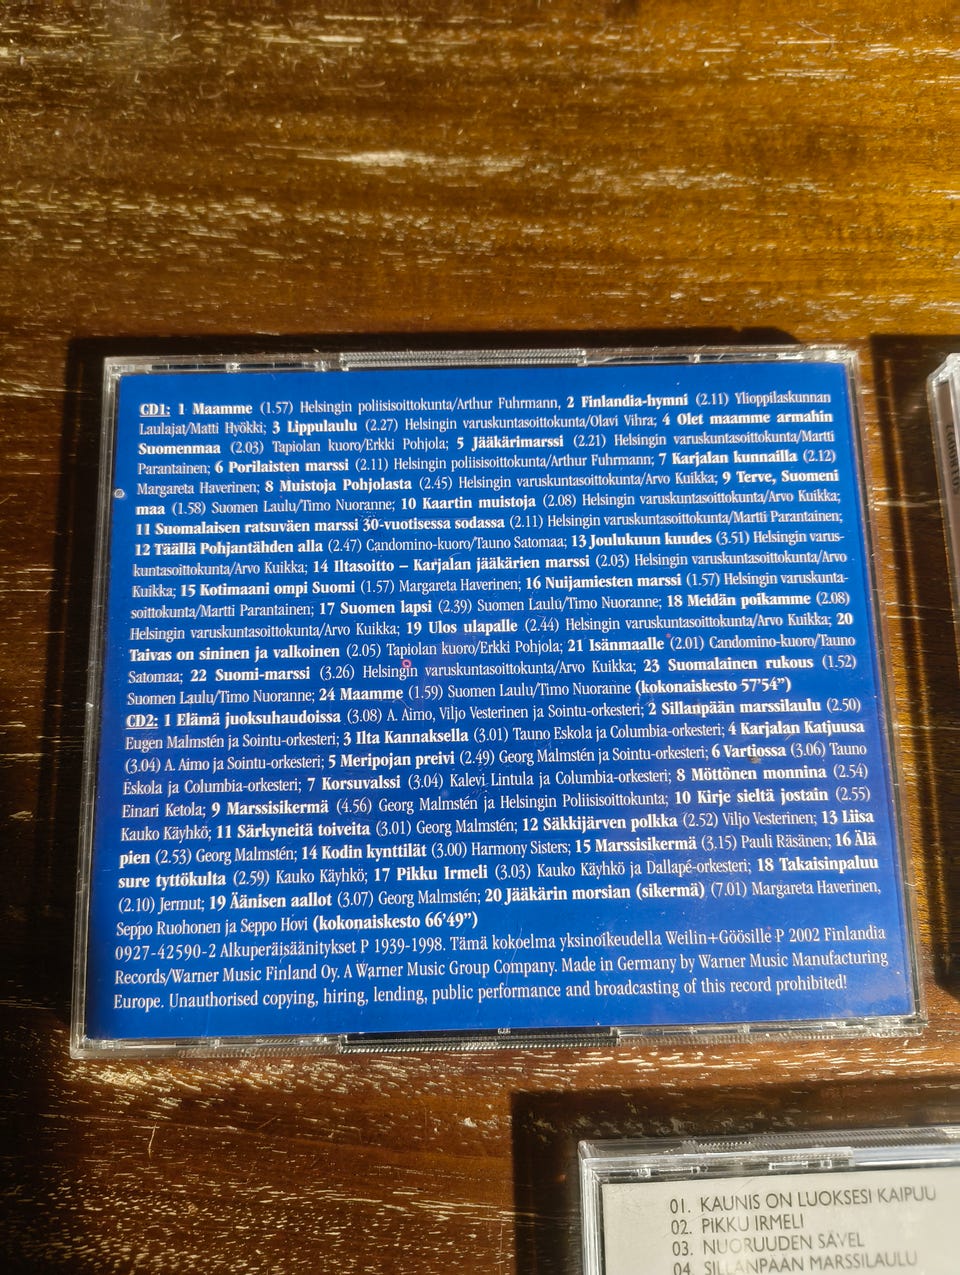 CD1: 1 Maamme (1.57) Helsingin poliisisoittokunta/Arthur Fuhrmann, 2 Finlandia-hymni (2.11) Ylioppilaskunnan
Laulajat/Matti Hyökki; 3 Lippulaulu (2.27) Helsingin varuskuntasoittokunta/Olavi Vihra; 4 Olet maamme armahin
Suomenmaa (2.03) Tapiolan kuoro/Erkki Pohjola; 5 Jääkärimarssi (2.21) Helsingin varuskuntasoittokunta/Martti
Parantainen; 6 Porilaisten marssi (2.11) Helsingin poliisisoittokunta/Arthur Fuhrmann; 7 Karjalan kunnailla (2.12)
Margareta Haverinen; 8 Muistoja Pohjolasta (2.45) Helsingin varuskuntasoittokunta/Arvo Kuikka; 9 Terve, Suomeni
maa (1.58) Suomen Laulu/Timo Nuoranne; 10 Kaartin muistoja (2.08) Helsingin varuskuntasoittokunta/Arvo Kuikka;
11 Suomalaisen ratsuväen marssi 30-vuotisessa sodassa (2.11) Helsingin varuskuntasoittokunta/Martti Parantainen;
12 Täällä Pohjantähden alla (2.47) Candomino-kuoro/Tauno Satomaa; 13 Joulukuun kuudes (3.51) Helsingin varus-
kuntasoittokunta/Arvo Kuikka; 14 Iltasoitto – Karjalan jääkärien marssi (2.03) Helsingin varuskuntasoittokunta/Arvo
Kuikka; 15 Kotimaani ompi Suomi (1.57) Margareta Haverinen; 16 Nuijamiesten marssi (1.57) Helsingin varuskunta-
soittokunta/Martti Parantainen; 17 Suomen lapsi (2.39) Suomen Laulu/Timo Nuoranne; 18 Meidän poikamme (2.08)
Helsingin varuskuntasoittokunta/Arvo Kuikka; 19 Ulos ulapalle (2.44) Helsingin varuskuntasoittokunta/Arvo Kuikka; 20
Taivas on sininen ja valkoinen (2.05) Tapiolan kuoro/Erkki Pohjola; 21 Isänmaalle (2.01) Candomino-kuoro/Tauno
Satomaa; 22 Suomi-marssi (3.26) Helsingin varuskuntasoittokunta/Arvo Kuikka; 23 Suomalainen rukous (1.52)
Suomen Laulu/Timo Nuoranne; 24 Maamme (1.59) Suomen Laulu/Timo Nuoranne (kokonaiskesto 57'54")
CD2: 1 Elämä juoksuhaudoissa (3.08) A. Aimo, Viljo Vesterinen ja Sointu-orkesteri; 2 Sillanpään marssilaulu (2.50)
Eugen Malmstén ja Sointu-orkesteri; 3 Ilta Kannaksella (3.01) Tauno Eskola ja Columbia-orkesteri; 4 Karjalan Katjuusa
(3.04) A. Aimo ja Sointu-orkesteri; 5 Meripojan preivi (2.49) Georg Malmstén ja Sointu-orkesteri; 6 Vartiossa (3.06) Tauno
Eskola ja Columbia-orkesteri; 7 Korsuvalssi (3.04) Kalevi Lintula ja Columbia-orkesteri; 8 Möttönen monnina (2.54)
Einari Ketola; 9 Marssisikermä (4.56) Georg Malmstén ja Helsingin Poliisisoittokunta; 10 Kirje sieltä jostain (2.55)
Kauko Käyhkö; 11 Särkyneitä toiveita (3.01) Georg Malmstén; 12 Säkkijärven polkka (2.52) Viljo Vesterinen; 13 Liisa
pien (2.53) Georg Malmstén; 14 Kodin kynttilät (3.00) Harmony Sisters; 15 Marssisikermä (3.15) Pauli Räsänen; 16 Älä
sure tyttökulta (2.59) Kauko Käyhkö; 17 Pikku Irmeli (3.03) Kauko Käyhkö ja Dallapé-orkesteri; 18 Takaisinpaluu
(2.10) Jermut; 19 Äänisen aallot (3.07) Georg Malmstén; 20 Jääkärin morsian (sikermä) (7.01) Margareta Haverinen,
Seppo Ruohonen ja Seppo Hovi (kokonaiskesto 66'49")
0927-42590-2 Alkuperäisäänitykset P 1939-1998. Tämä kokoelma yksinoikeudella Weilin+Göösille P 2002 Finlandia
Records/Warner Music Finland Oy. A Warner Music Group Company. Made in Germany by Warner Music Manufacturing
Europe. Unauthorised copying, hiring, lending, public performance and broadcasting of this record prohibited!
01. KAUNIS ON LUOKSESI KAIPUU
02. PIKKU IRMELI
03. NUORUUDEN SÄVEL
04. SILLANPÄÄN MARSSILAULU